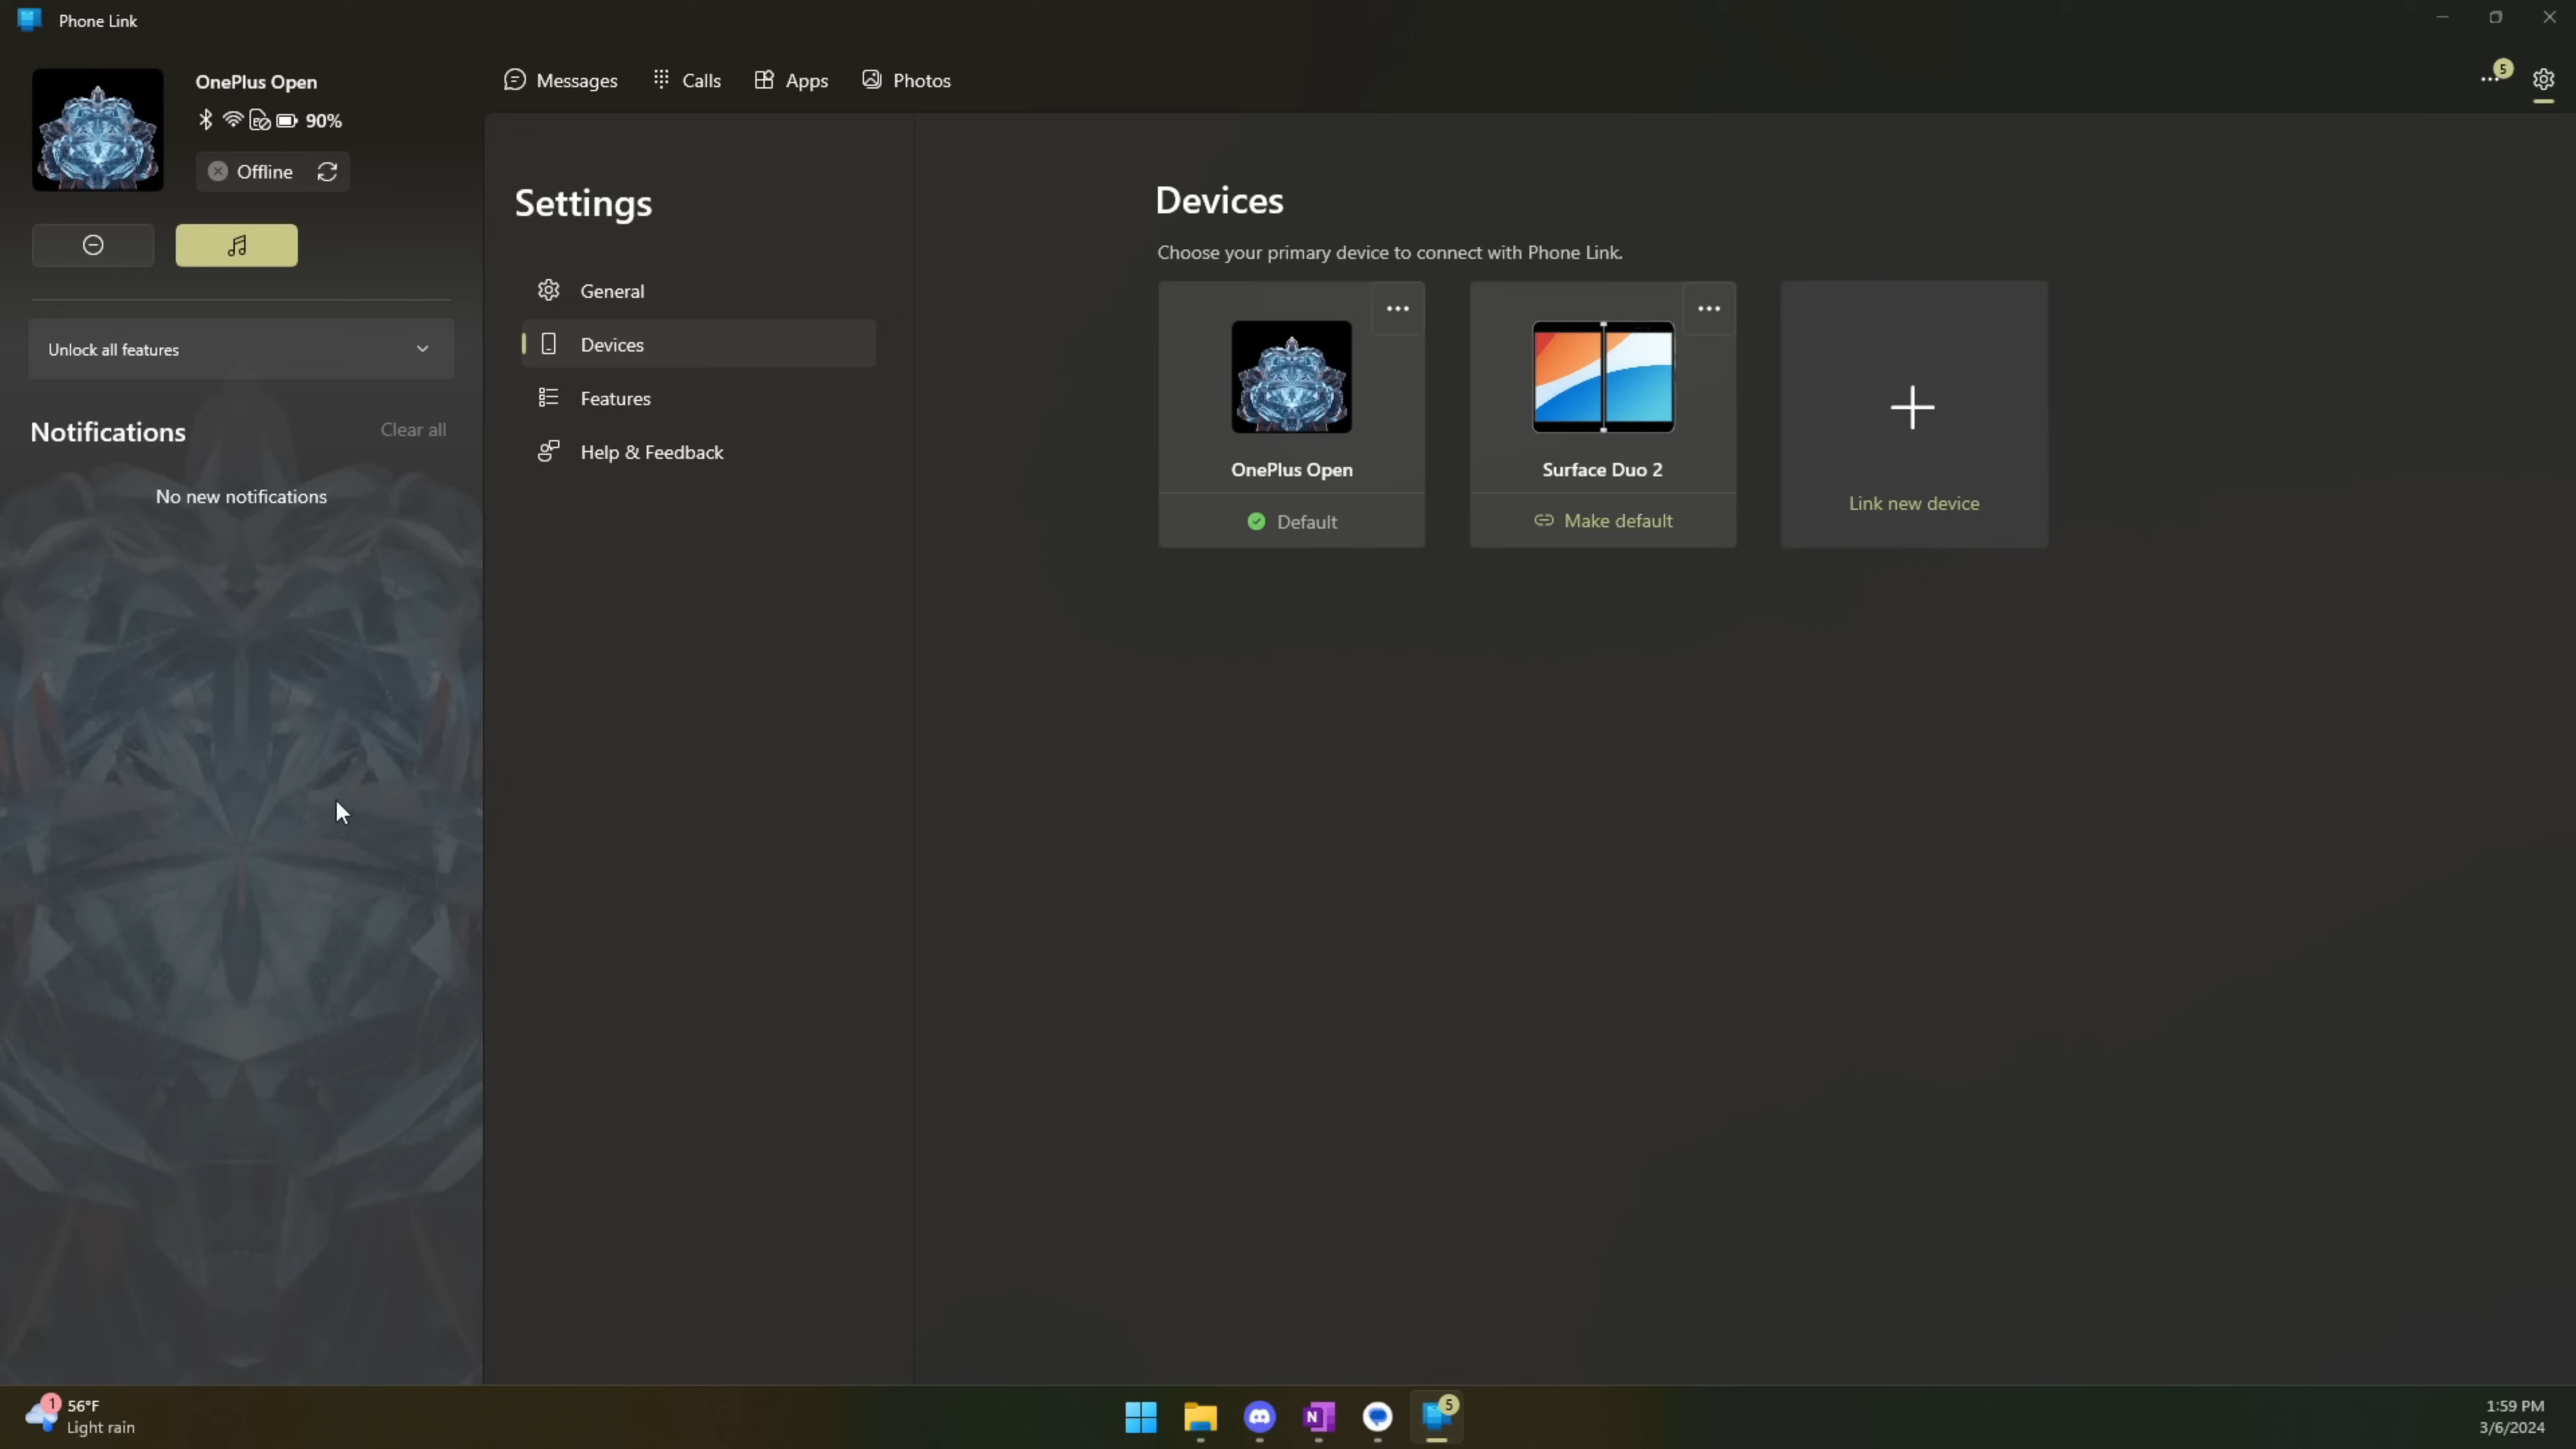 Phone Link
OnePlus Open
90%
Offline
Unlock all features
Notifications
Clear all
No new notifications
Messages
Calls
Apps
Photos
5
Settings
General
Devices
Features
Help & Feedback
Devices
Choose your primary device to connect with Phone Link.
OnePlus Open
Default
Surface Duo 2
Make default
Link new device
1
56°F
Light rain
N
5
1:59 PM
3/6/2024